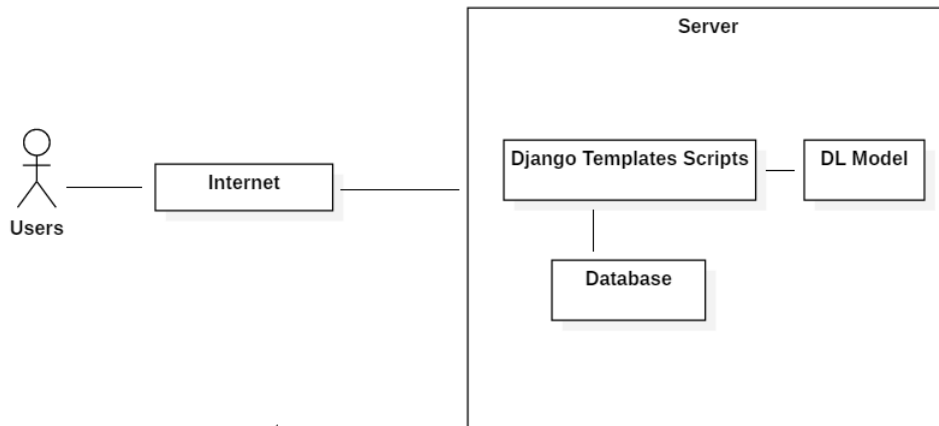 Server
Django Templates Scripts
DL Model
Internet
Users
Database